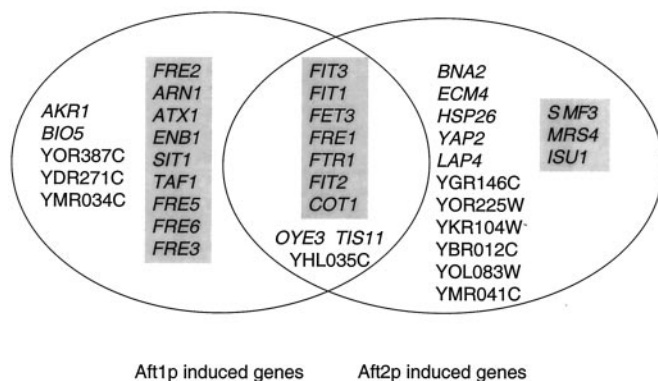 AKR1
BIO5
YOR387C
YDR271C
YMR034C
FRE2
ARN1
ATX1
ENB1
SIT1
TAF1
FRE5
FRE6
FRE3
FIT3
FIT1
FET3
FRE1
FTR1
FIT2
COT1
OYE3 TIS11
YHL035C
BNA2
ECM4
HSP26
YAP2
LAP4
YGR146C
YOR225W
YKR104W
YBR012C
YOL083W
YMR041C
SMF3
MRS4
ISU1
Aft1p induced genes
Aft2p induced genes